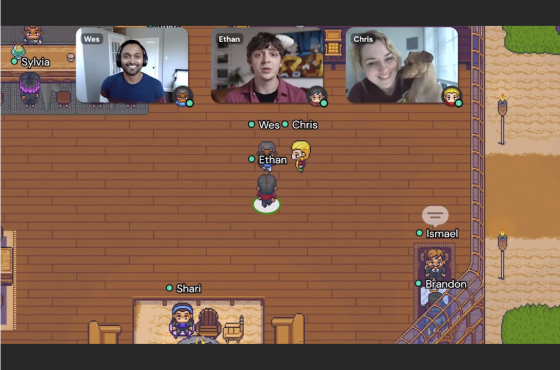 Wes
Ethan
Chris
Sylvia
Wes
Chris
Ethan
Ismael
Brandon
Shari